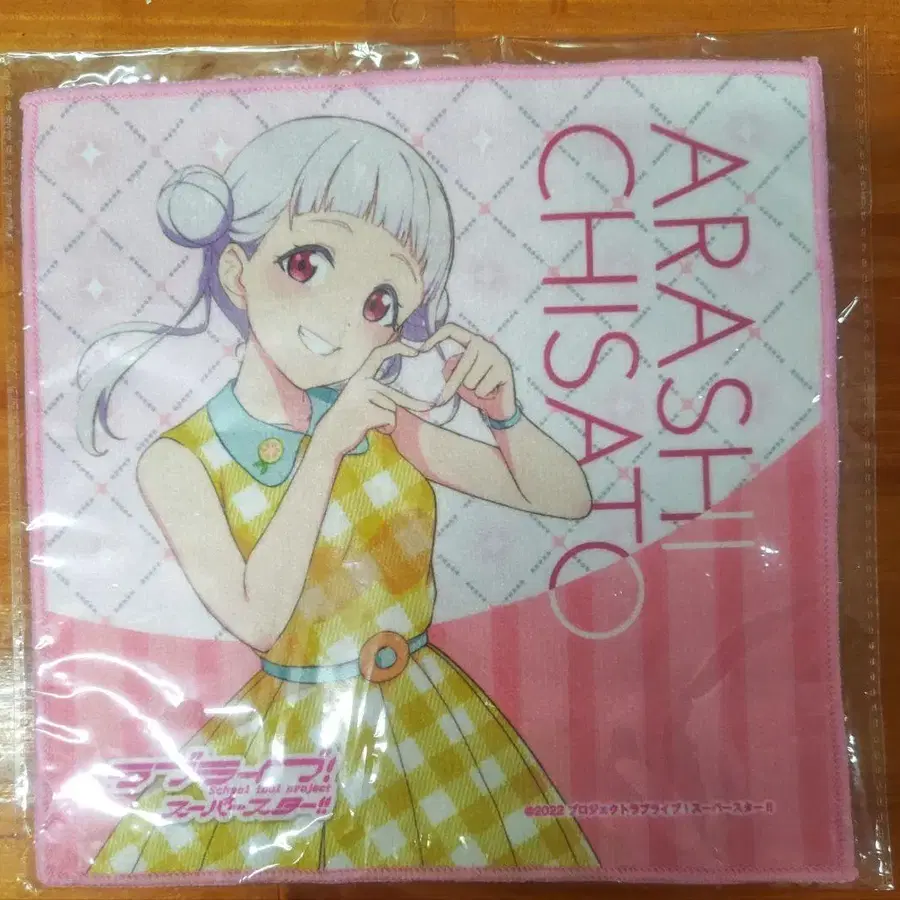 ARASHI
CHISATO
ラブライブ!
School idol project
スーパースター!!
©2022 プロジェクトラブライブ!スーパースター!!